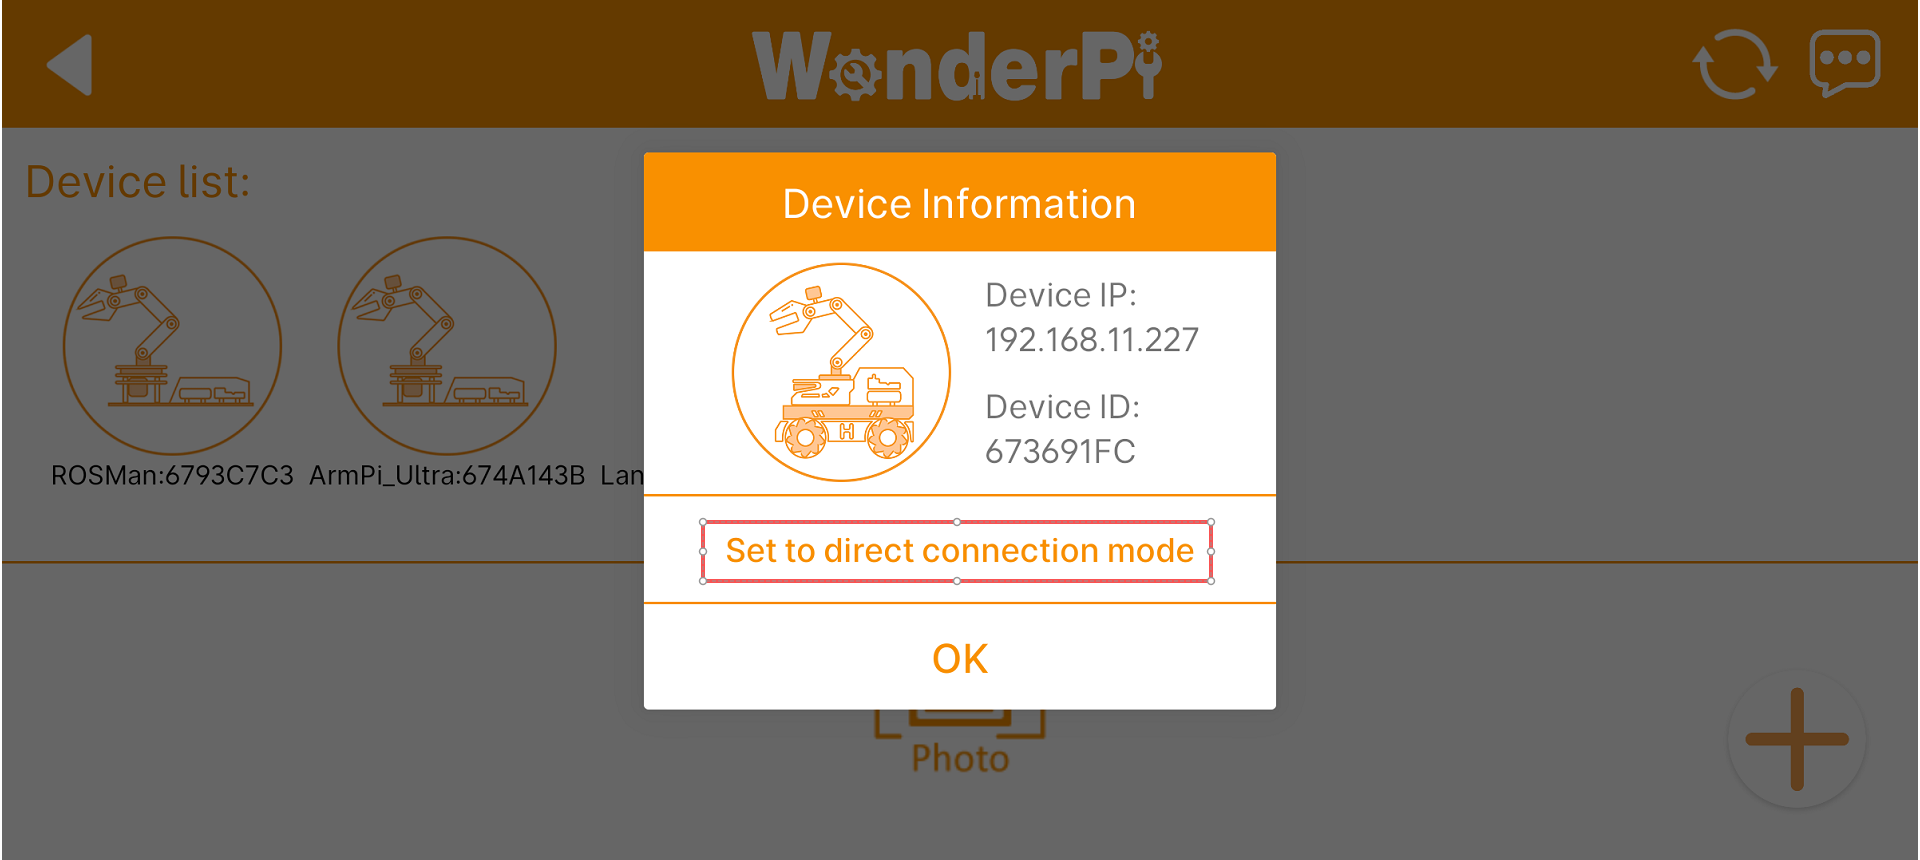 WonderPi
Device list:
ROSMan:6793C7C3 ArmPi_Ultra:674A143B Lan
Device Information
Device IP:
192.168.11.227
Device ID:
673691FC
H
Set to direct connection mode
OK
Photo